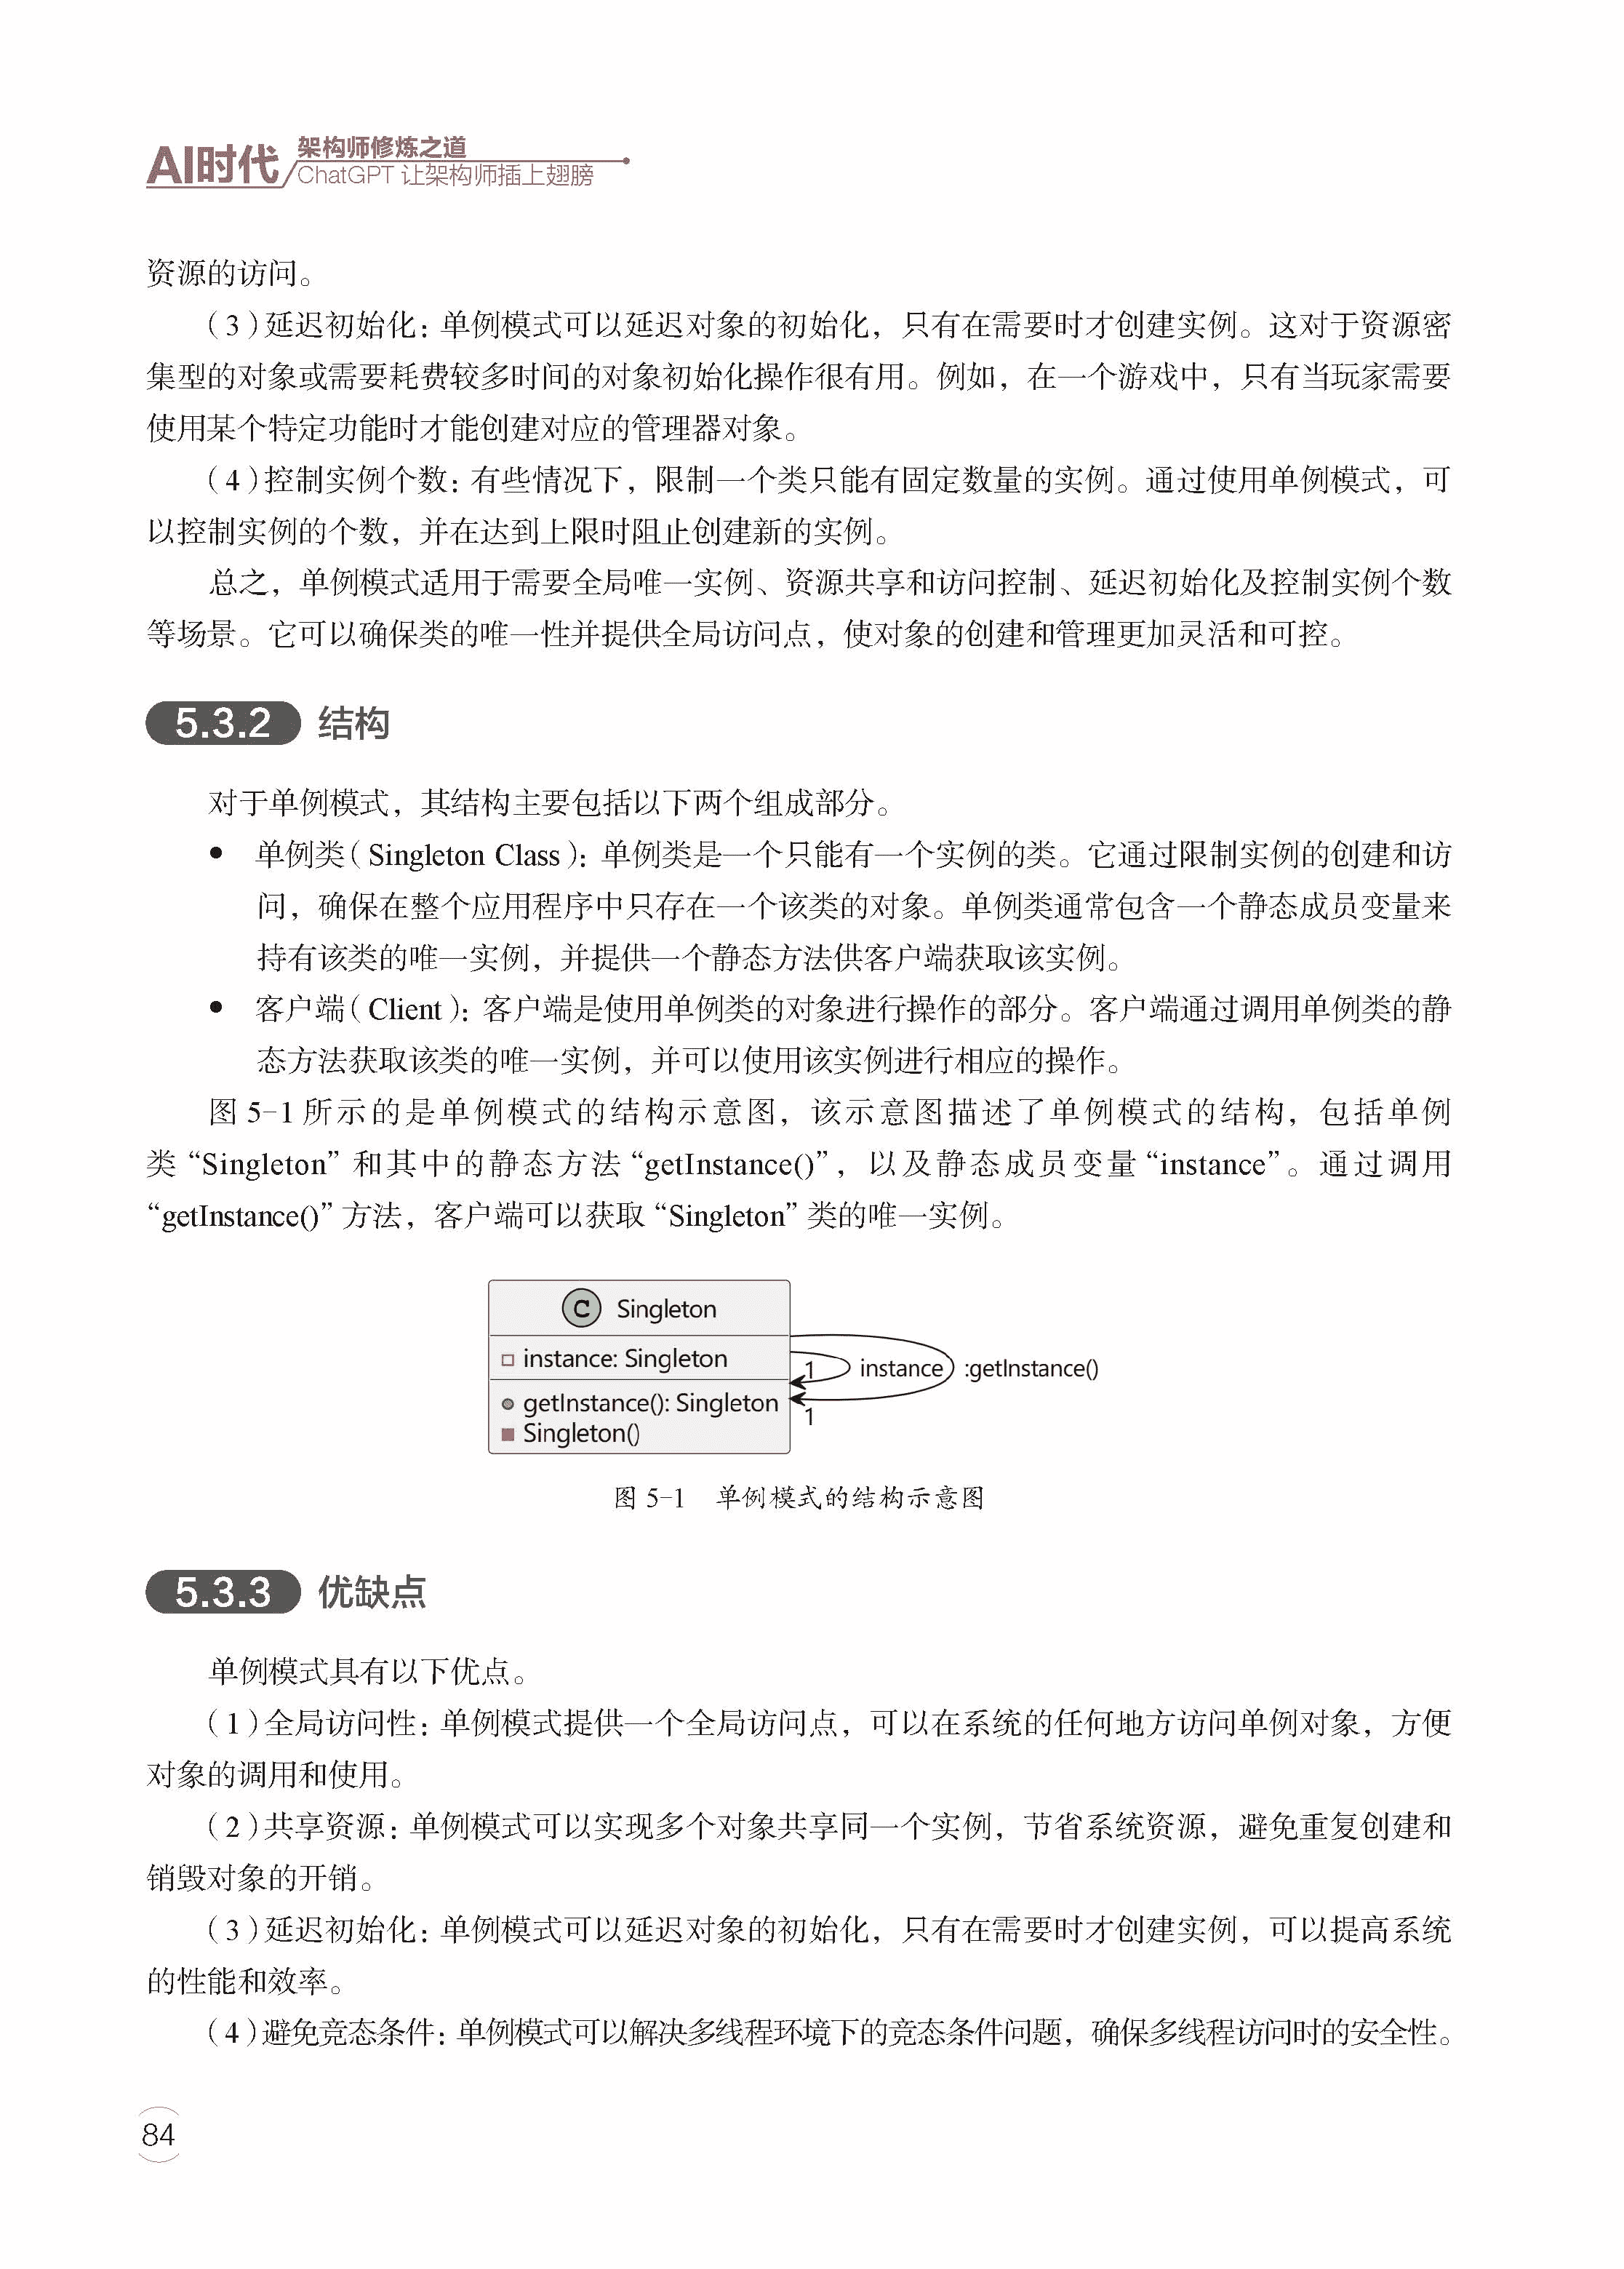 AI时代 架构师修炼之道
ChatGPT 让架构师插上翅膀
资源的访问。
（3）延迟初始化：单例模式可以延迟对象的初始化，只有在需要时才创建实例。这对于资源密
集型的对象或需要耗费较多时间的对象初始化操作很有用。例如，在一个游戏中，只有当玩家需要
使用某个特定功能时才能创建对应的管理器对象。
（4）控制实例个数：有些情况下，限制一个类只能有固定数量的实例。通过使用单例模式，可
以控制实例的个数，并在达到上限时阻止创建新的实例。
总之，单例模式适用于需要全局唯一实例、资源共享和访问控制、延迟初始化及控制实例个数
等场景。它可以确保类的唯一性并提供全局访问点，使对象的创建和管理更加灵活和可控。
5.3.2 结构
对于单例模式，其结构主要包括以下两个组成部分。
● 单例类（Singleton Class）：单例类是一个只能有一个实例的类。它通过限制实例的创建和访
问，确保在整个应用程序中只存在一个该类的对象。单例类通常包含一个静态成员变量来
持有该类的唯一实例，并提供一个静态方法供客户端获取该实例。
● 客户端（Client）：客户端是使用单例类的对象进行操作的部分。客户端通过调用单例类的静
态方法获取该类的唯一实例，并可以使用该实例进行相应的操作。
图 5-1 所示的是单例模式的结构示意图，该示意图描述了单例模式的结构，包括单例
类 “Singleton” 和其中的静态方法 “getInstance()”，以及静态成员变量 “instance”。通过调用
“getInstance()” 方法，客户端可以获取 “Singleton” 类的唯一实例。
C Singleton
instance: Singleton
getInstance(): Singleton
Singleton()
1 instance :getInstance()
1
图 5-1 单例模式的结构示意图
5.3.3 优缺点
单例模式具有以下优点。
（1）全局访问性：单例模式提供一个全局访问点，可以在系统的任何地方访问单例对象，方便
对象的调用和使用。
（2）共享资源：单例模式可以实现多个对象共享同一个实例，节省系统资源，避免重复创建和
销毁对象的开销。
（3）延迟初始化：单例模式可以延迟对象的初始化，只有在需要时才创建实例，可以提高系统
的性能和效率。
（4）避免竞态条件：单例模式可以解决多线程环境下的竞态条件问题，确保多线程访问时的安全性。
84